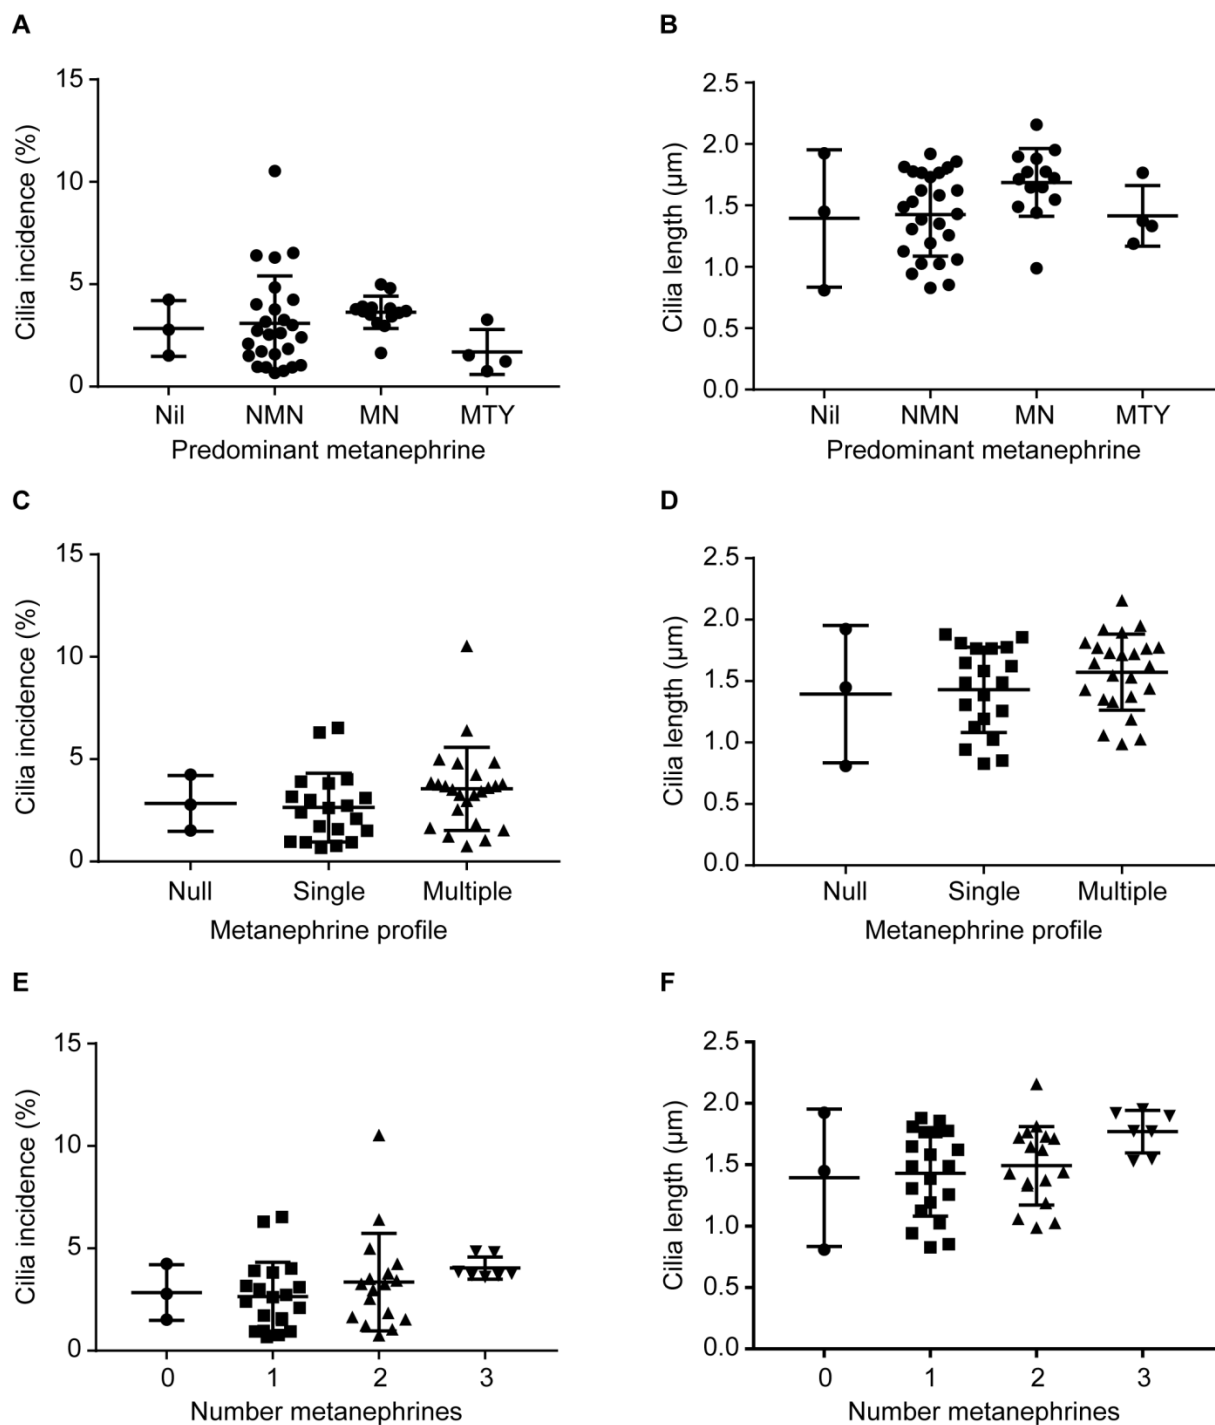 A
Cilia incidence (%)
15
10
5
0
Nil NMN MN MTY
Predominant metanephrine
B
Cilia length (µm)
2.5
2.0
1.5
1.0
0.5
0.0
Nil NMN MN MTY
Predominant metanephrine
C
Cilia incidence (%)
15
10
5
0
Null Single Multiple
Metanephrine profile
D
Cilia length (µm)
2.5
2.0
1.5
1.0
0.5
0.0
Null Single Multiple
Metanephrine profile
E
Cilia incidence (%)
15
10
5
0
0 1 2 3
Number metanephrines
F
Cilia length (µm)
2.5
2.0
1.5
1.0
0.5
0.0
0 1 2 3
Number metanephrines